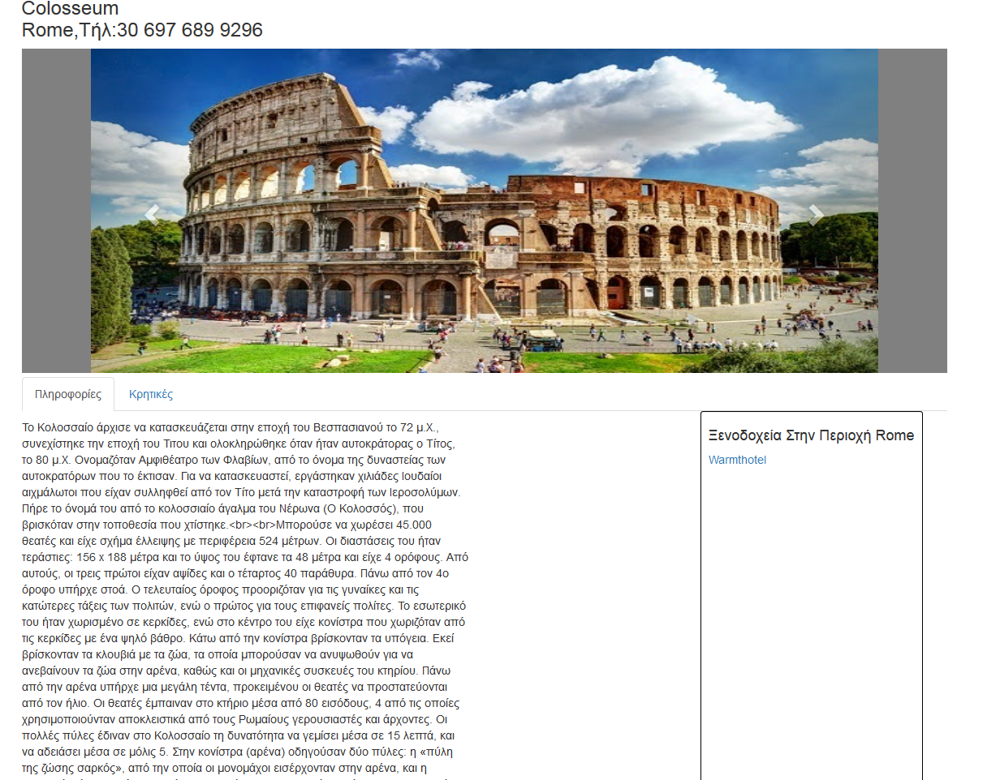 Colosseum
Rome,Τήλ:30 697 689 9296
Πληροφορίες
Κρητικές
Το Κολοσσαίο άρχισε να κατασκευάζεται στην εποχή του Βεσπασιανού το 72 μ.Χ.,
συνεχίστηκε την εποχή του Τιτου και ολοκληρώθηκε όταν ήταν αυτοκράτορας ο Τίτος,
το 80 μ.Χ. Ονομαζόταν Αμφιθέατρο των Φλαβίων, από το όνομα της δυναστείας των
αυτοκρατόρων που το έκτισαν. Για να κατασκευαστεί, εργάστηκαν χιλιάδες Ιουδαίοι
αιχμάλωτοι που είχαν συλληφθεί από τον Τίτο μετά την καταστροφή των Ιεροσολύμων.
Πήρε το όνομά του από το κολοσσιαίο άγαλμα του Νέρωνα (Ο Κολοσσός), που
βρισκόταν στην τοποθεσία που χτίστηκε.<br><br>Μπορούσε να χωρέσει 45.000
θεατές και είχε σχήμα έλλειψης με περιφέρεια 524 μέτρων. Οι διαστάσεις του ήταν
τεράστιες: 156 x 188 μέτρα και το ύψος του έφτανε τα 48 μέτρα και είχε 4 ορόφους. Από
αυτούς, οι τρεις πρώτοι είχαν αψίδες και ο τέταρτος 40 παράθυρα. Πάνω από τον 4ο
όροφο υπήρχε στοά. Ο τελευταίος όροφος προοριζόταν για τις γυναίκες και τις
κατώτερες τάξεις των πολιτών, ενώ ο πρώτος για τους επιφανείς πολίτες. Το εσωτερικό
του ήταν χωρισμένο σε κερκίδες, ενώ στο κέντρο του είχε κονίστρα που χωριζόταν από
τις κερκίδες με ένα ψηλό βάθρο. Κάτω από την κονίστρα βρίσκονταν τα υπόγεια. Εκεί
βρίσκονταν τα κλουβιά με τα ζώα, τα οποία μπορούσαν να ανυψωθούν για να
ανεβαίνουν τα ζώα στην αρένα, καθώς και οι μηχανικές συσκευές του κτηρίου. Πάνω
από την αρένα υπήρχε μια μεγάλη τέντα, προκειμένου οι θεατές να προστατεύονται
από τον ήλιο. Οι θεατές έμπαιναν στο κτήριο μέσα από 80 εισόδους, 4 από τις οποίες
χρησιμοποιούνταν αποκλειστικά από τους Ρωμαίους γερουσιαστές και άρχοντες. Οι
πολλές πύλες έδιναν στο Κολοσσαίο τη δυνατότητα να γεμίσει μέσα σε 15 λεπτά, και
να αδειάσει μέσα σε μόλις 5. Στην κονίστρα (αρένα) οδηγούσαν δύο πύλες: η «πύλη
της ζώσης σαρκός», από την οποία οι μονομάχοι εισέρχονταν στην αρένα, και η
Ξενοδοχεία Στην Περιοχή Rome
Warmthotel